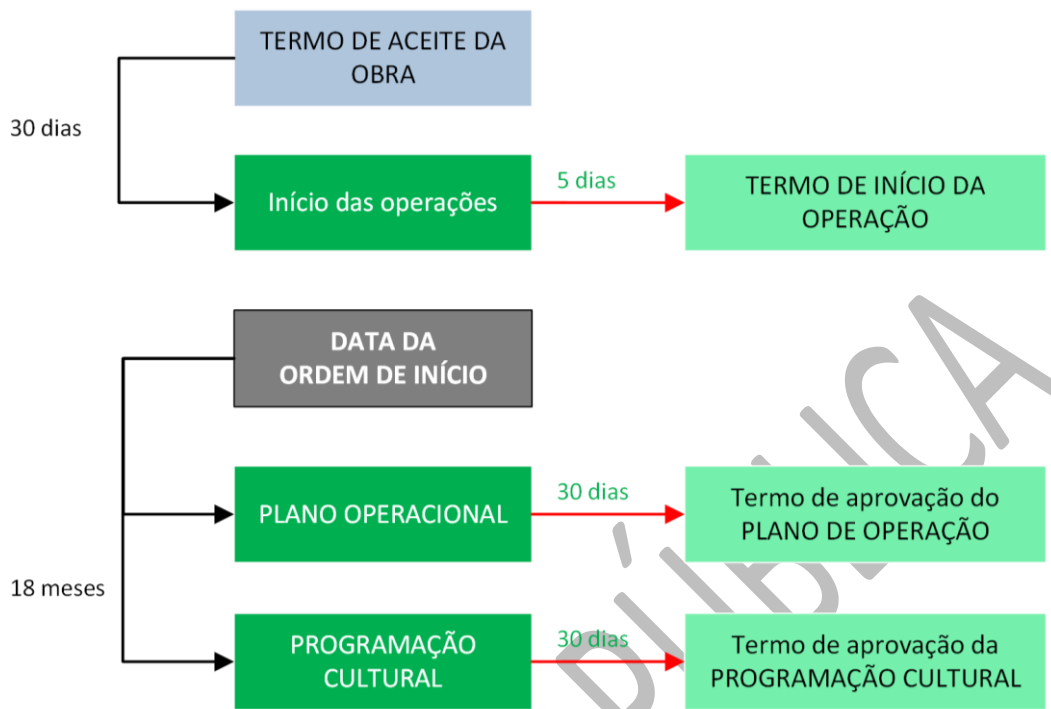 TERMO DE ACEITE DA
OBRA
30 dias
Início das operações
5 dias
TERMO DE INÍCIO DA
OPERAÇÃO
DATA DA
ORDEM DE INÍCIO
PLANO OPERACIONAL
30 dias
Termo de aprovação do
PLANO DE OPERAÇÃO
18 meses
PROGRAMAÇÃO
CULTURAL
30 dias
Termo de aprovação da
PROGRAMAÇÃO CULTURAL